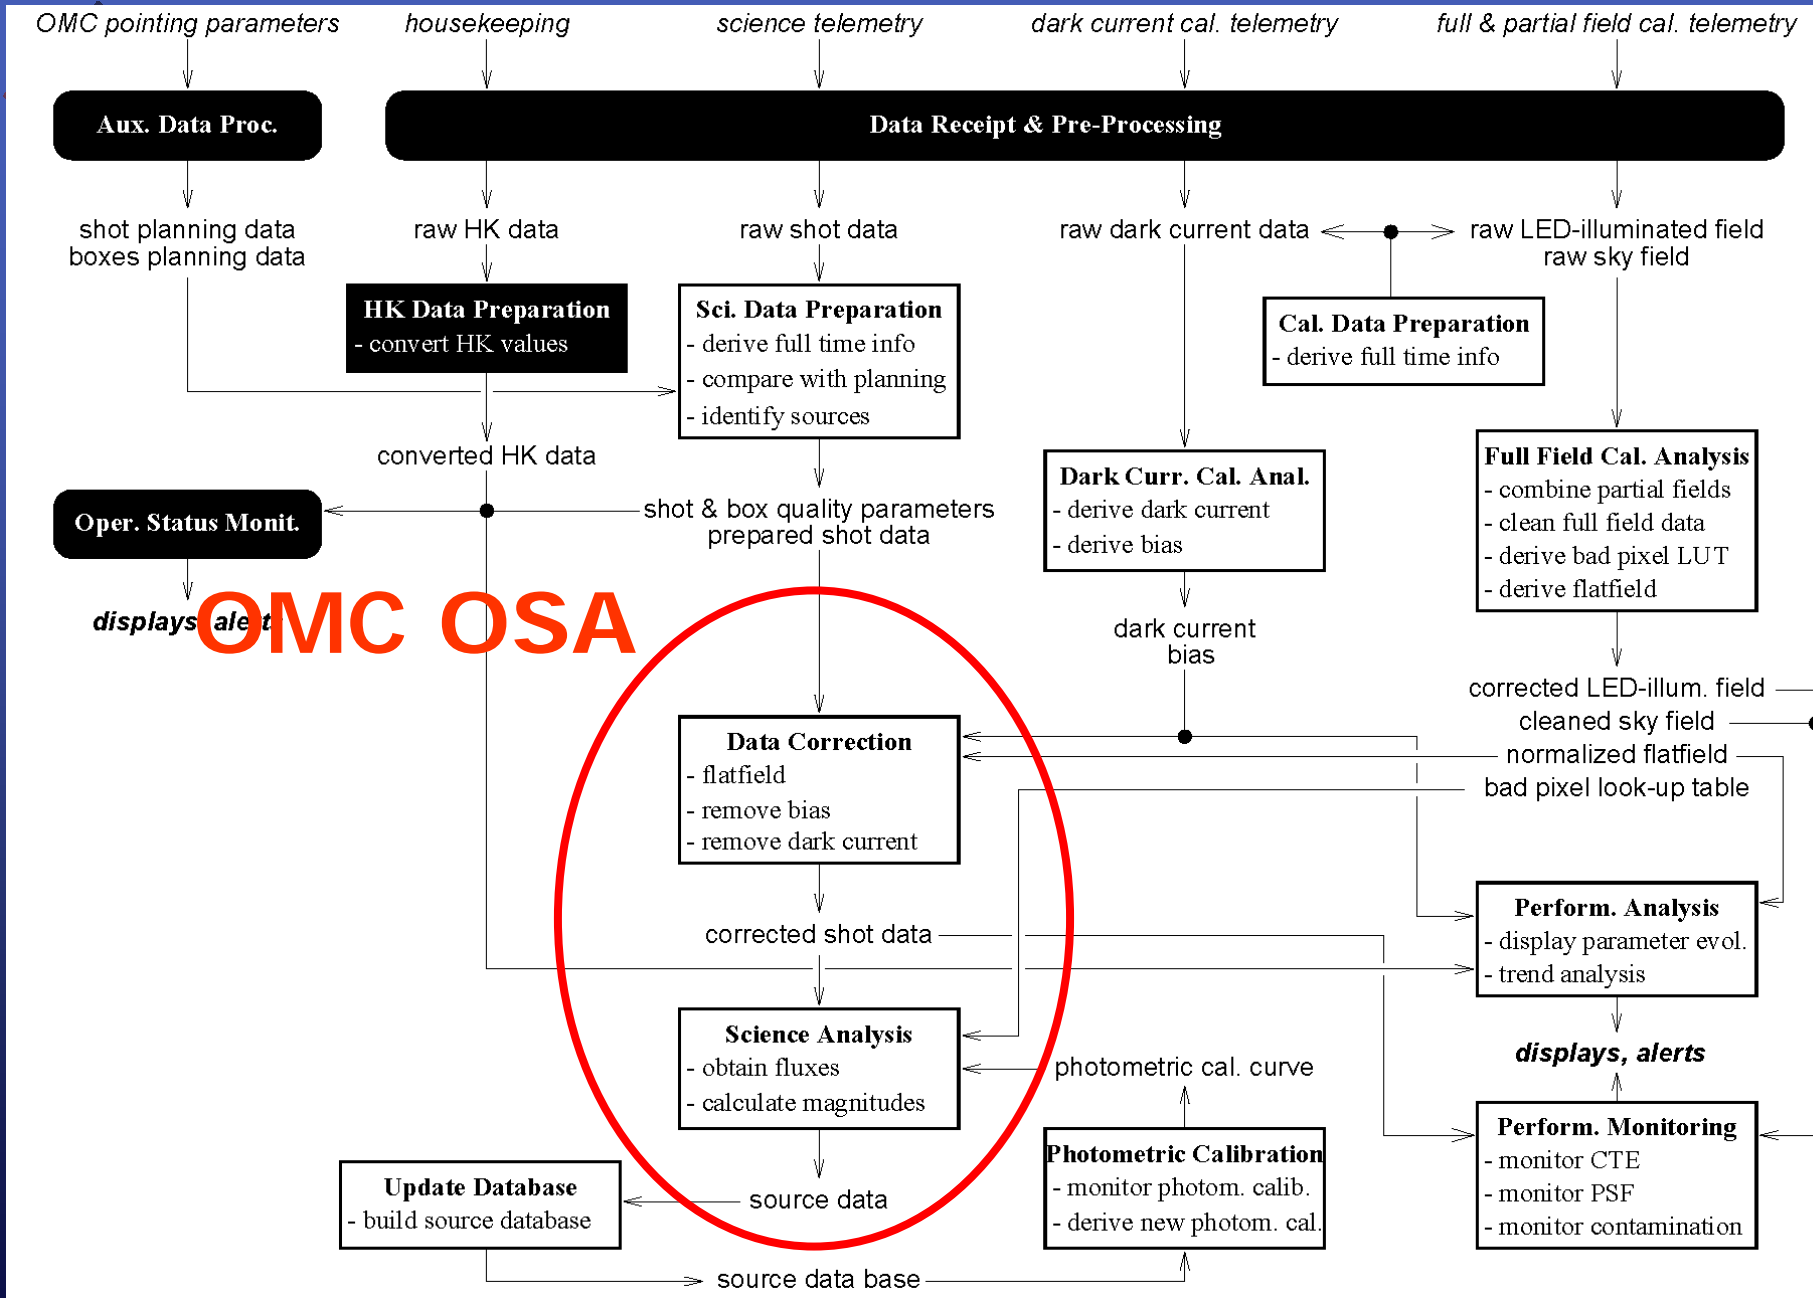 OMC pointing parameters
housekeeping
science telemetry
dark current cal. telemetry
full & partial field cal. telemetry
Aux. Data Proc.
Data Receipt & Pre-Processing
shot planning data
boxes planning data
raw HK data
raw shot data
raw dark current data
raw LED-illuminated field
raw sky field
HK Data Preparation
- convert HK values
Sci. Data Preparation
- derive full time info
- compare with planning
- identify sources
Cal. Data Preparation
- derive full time info
converted HK data
Dark Curr. Cal. Anal.
- derive dark current
- derive bias
Full Field Cal. Analysis
- combine partial fields
- clean full field data
- derive bad pixel LUT
- derive flatfield
Oper. Status Monit.
shot & box quality parameters
prepared shot data
displays, alerts
OMC OSA
dark current
bias
corrected LED-illum. field
cleaned sky field
normalized flatfield
bad pixel look-up table
Data Correction
- flatfield
- remove bias
- remove dark current
corrected shot data
Perform. Analysis
- display parameter evol.
- trend analysis
Science Analysis
- obtain fluxes
- calculate magnitudes
photometric cal. curve
displays, alerts
Photometric Calibration
- monitor photom. calib.
- derive new photom. cal.
Perform. Monitoring
- monitor CTE
- monitor PSF
- monitor contamination
Update Database
- build source database
source data
source data base